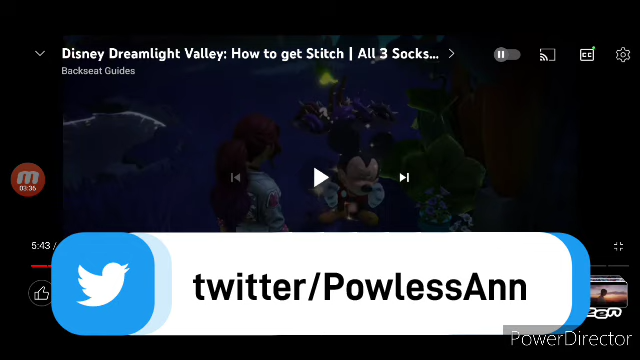 Disney Dreamlight Valley: How to get Stitch | All 3 Socks...
Backseat Guides
CC
03:36
5:43 /
twitter/PowlessAnn
PowerDirector